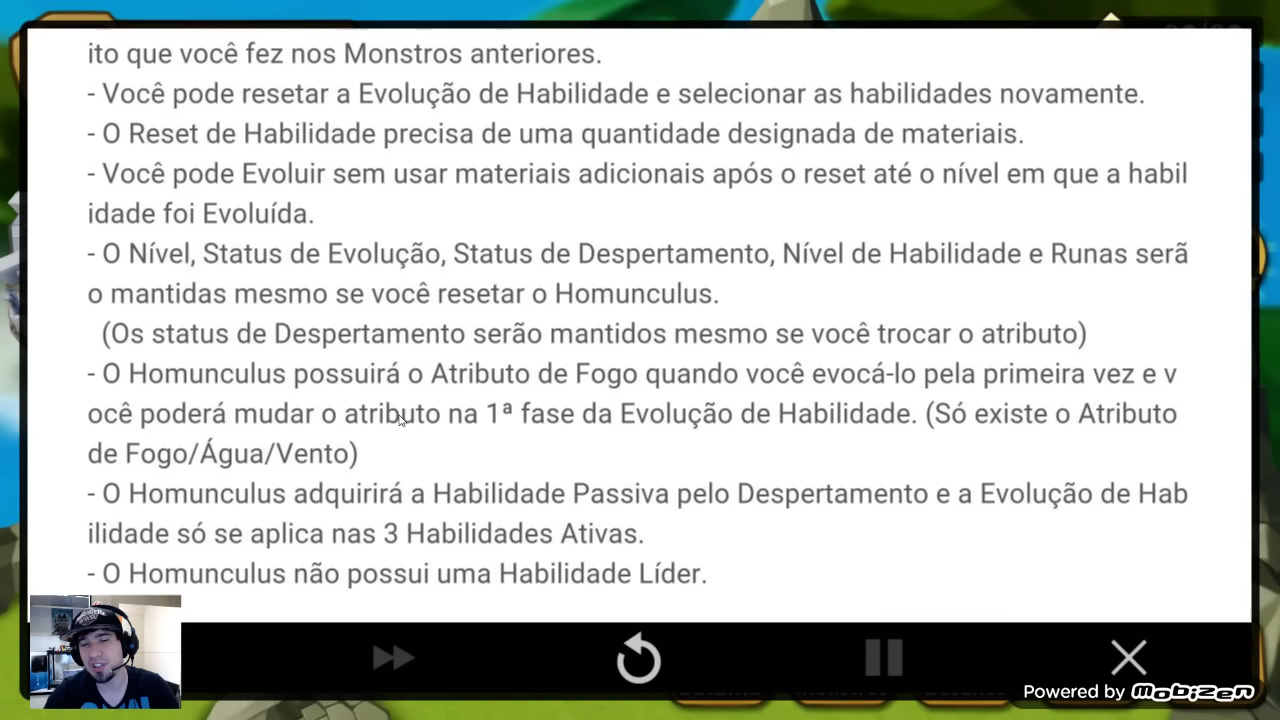 ito que você fez nos Monstros anteriores.
- Você pode resetar a Evolução de Habilidade e selecionar as habilidades novamente.
- O Reset de Habilidade precisa de uma quantidade designada de materiais.
- Você pode Evoluir sem usar materiais adicionais após o reset até o nível em que a habil
idade foi Evoluída.
- O Nível, Status de Evolução, Status de Despertamento, Nível de Habilidade e Runas serã
o mantidas mesmo se você resetar o Homunculus.
(Os status de Despertamento serão mantidos mesmo se você trocar o atributo)
- O Homunculus possuirá o Atributo de Fogo quando você evocá-lo pela primeira vez e v
ocê poderá mudar o atributo na 1ª fase da Evolução de Habilidade. (Só existe o Atributo
de Fogo/Água/Vento)
- O Homunculus adquirirá a Habilidade Passiva pelo Despertamento e a Evolução de Hab
ilidade só se aplica nas 3 Habilidades Ativas.
- O Homunculus não possui uma Habilidade Líder.
Powered by mobizen